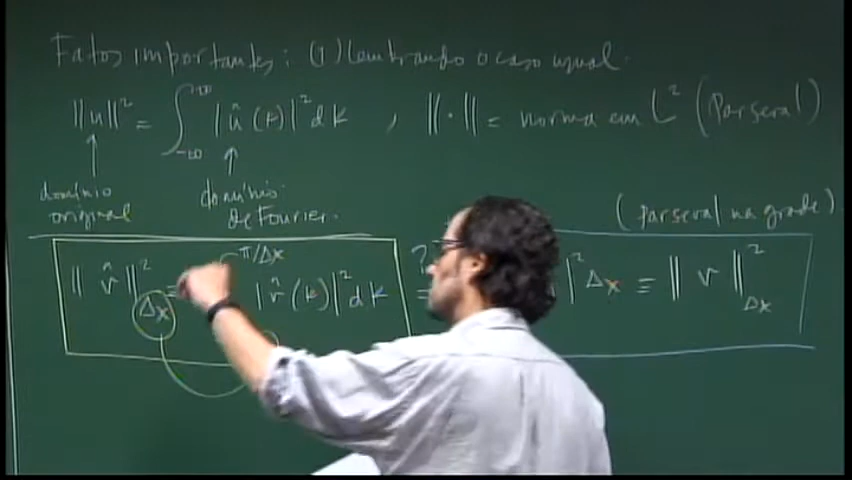 Fatos importantes: (1) lembrando o caso usual.
||u||² = ∫_{-∞}^{+∞} |û(k)|² dk , ||·|| = norma em L² (Parseval)
domínio original
domínio de Fourier.
(Parseval na grade)
||v̂||²_{Δx} = π/Δx |v̂(k)|² dk ? = |² Δx ≡ ||v||²_{Δx}